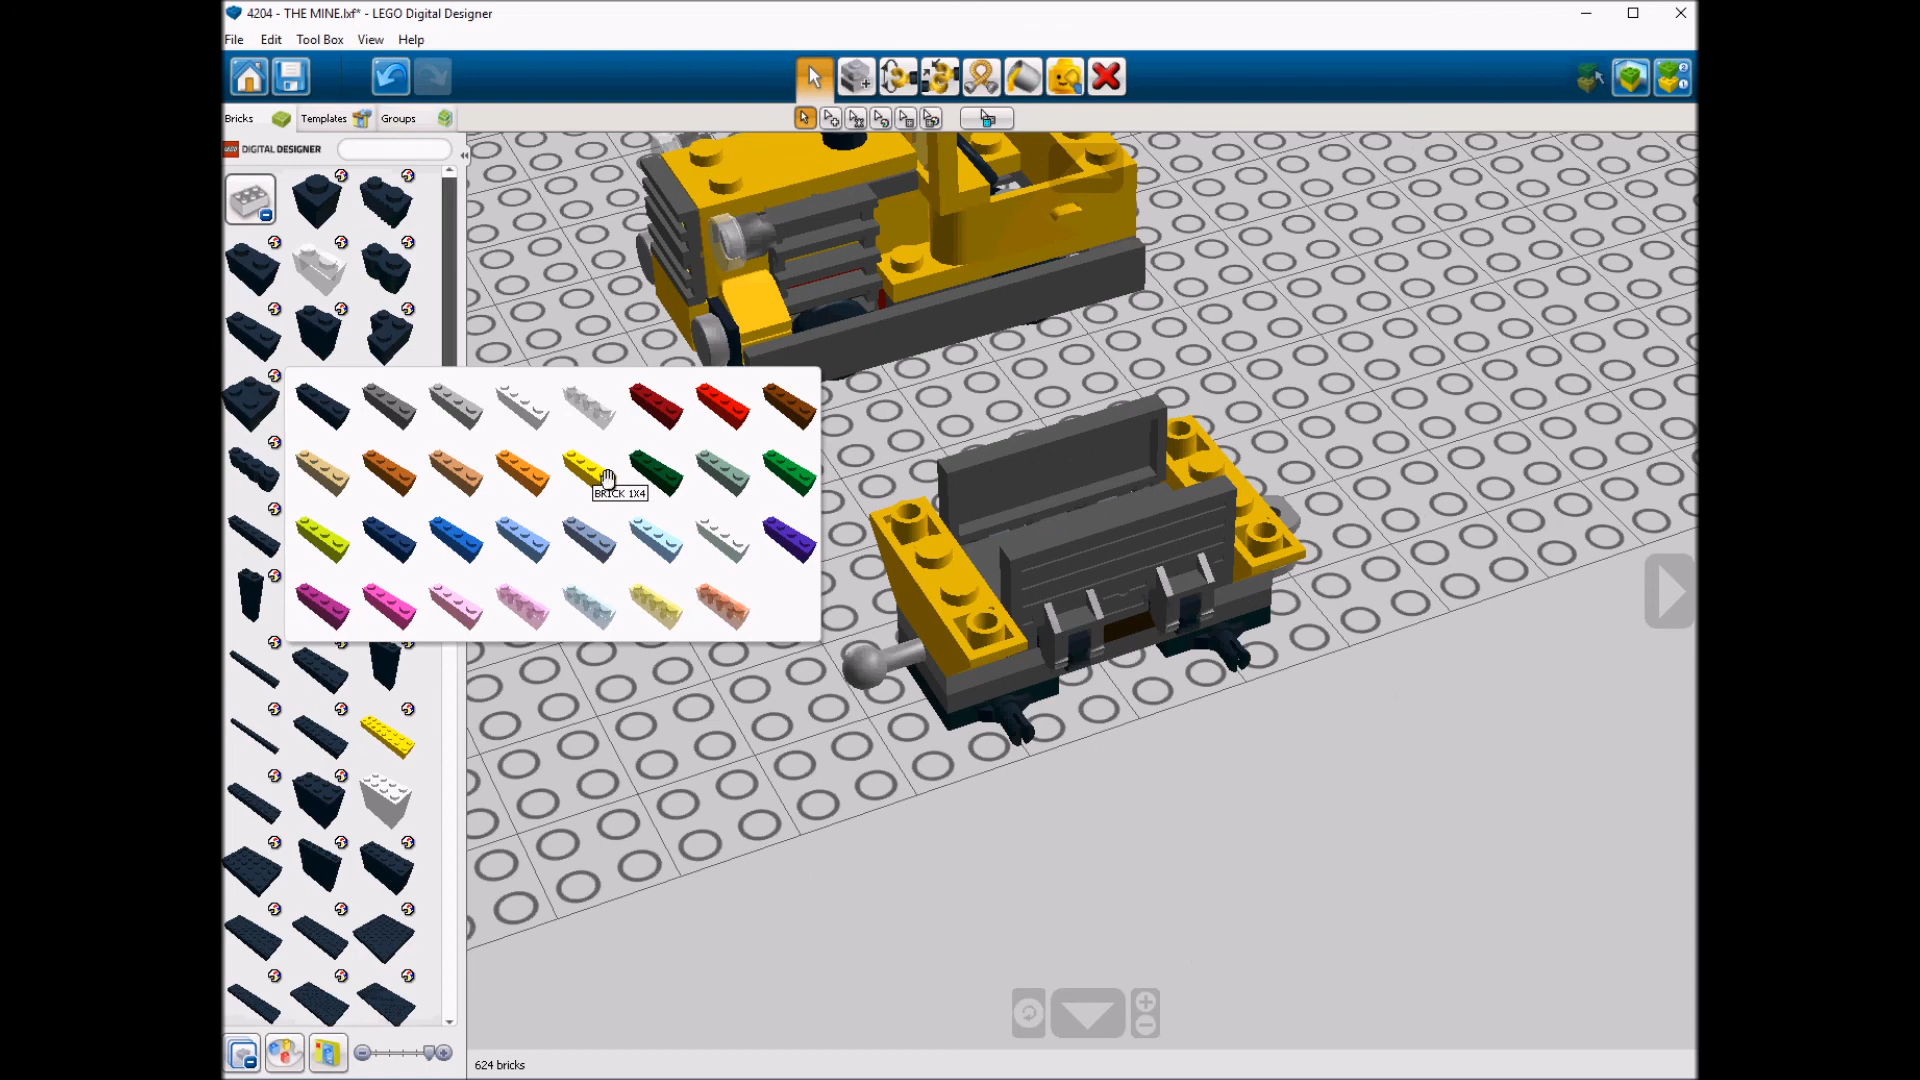 4204 - THE MINE.lxf* - LEGO Digital Designer
File Edit Tool Box View Help
Bricks Templates Groups
LEGO DIGITAL DESIGNER
BRICK 1X4
624 bricks